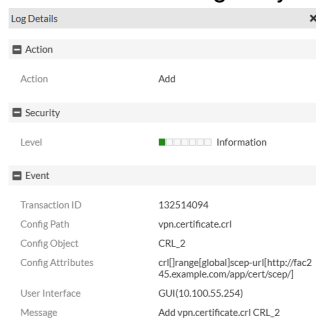 Log Details
Action
Action Add
Security
Level Information
Event
Transaction ID 132514094
Config Path vpn.certificate.crl
Config Object CRL_2
Config Attributes crl[]range[global]scep-url[http://fac2
45.example.com/app/cert/scep/]
User Interface GUI(10.100.55.254)
Message Add vpn.certificate.crl CRL_2